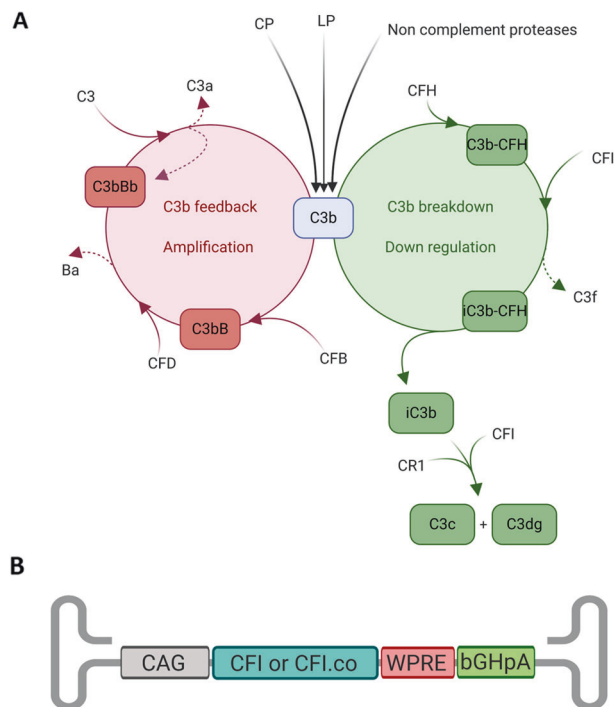 A
CP
LP
Non complement proteases
C3
C3a
CFH
C3b-CFH
CFI
C3bBb
C3b feedback
Amplification
C3b
C3b breakdown
Down regulation
Ba
C3f
iC3b-CFH
C3bB
CFD
CFB
iC3b
CFI
CR1
C3c
+
C3dg
B
CAG
CFI or CFI.co
WPRE
bGHpA